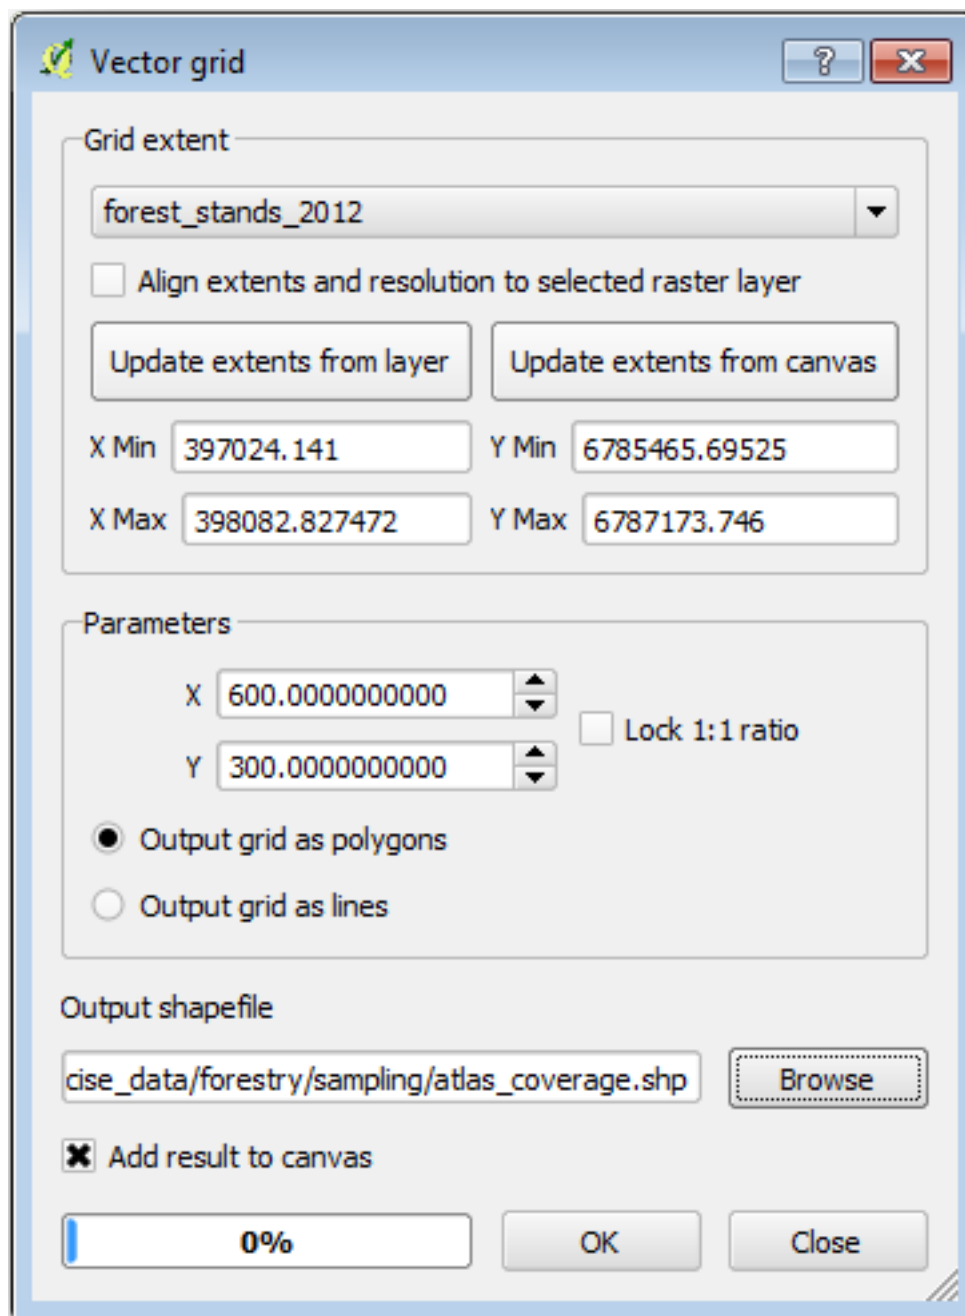 Vector grid
Grid extent
forest_stands_2012
Align extents and resolution to selected raster layer
Update extents from layer Update extents from canvas
X Min 397024.141 Y Min 6785465.69525
X Max 398082.827472 Y Max 6787173.746
Parameters
X 600.0000000000
Lock 1:1 ratio
Y 300.0000000000
Output grid as polygons
Output grid as lines
Output shapefile
cise_data/forestry/sampling/atlas_coverage.shp Browse
Add result to canvas
0% OK Close